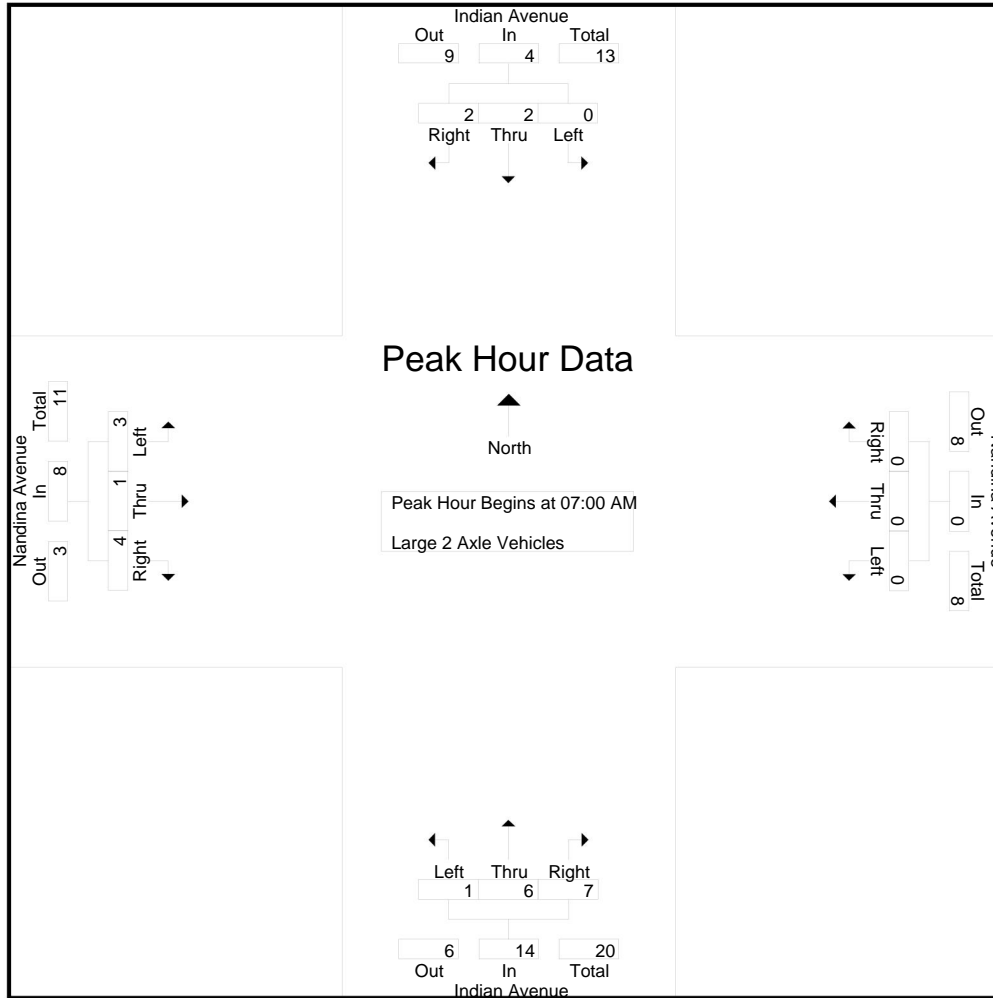 Indian Avenue
Out In Total
9 4 13
2 2 0
Right Thru Left
Peak Hour Data
North
Peak Hour Begins at 07:00 AM
Large 2 Axle Vehicles
Nandina Avenue
Out In Total
3 8 11
Left Thru Right
3 1 4
Right Thru Left
0 0 0
Out In Total
8 0 8
Left Thru Right
1 6 7
6 14 20
Out In Total
Indian Avenue